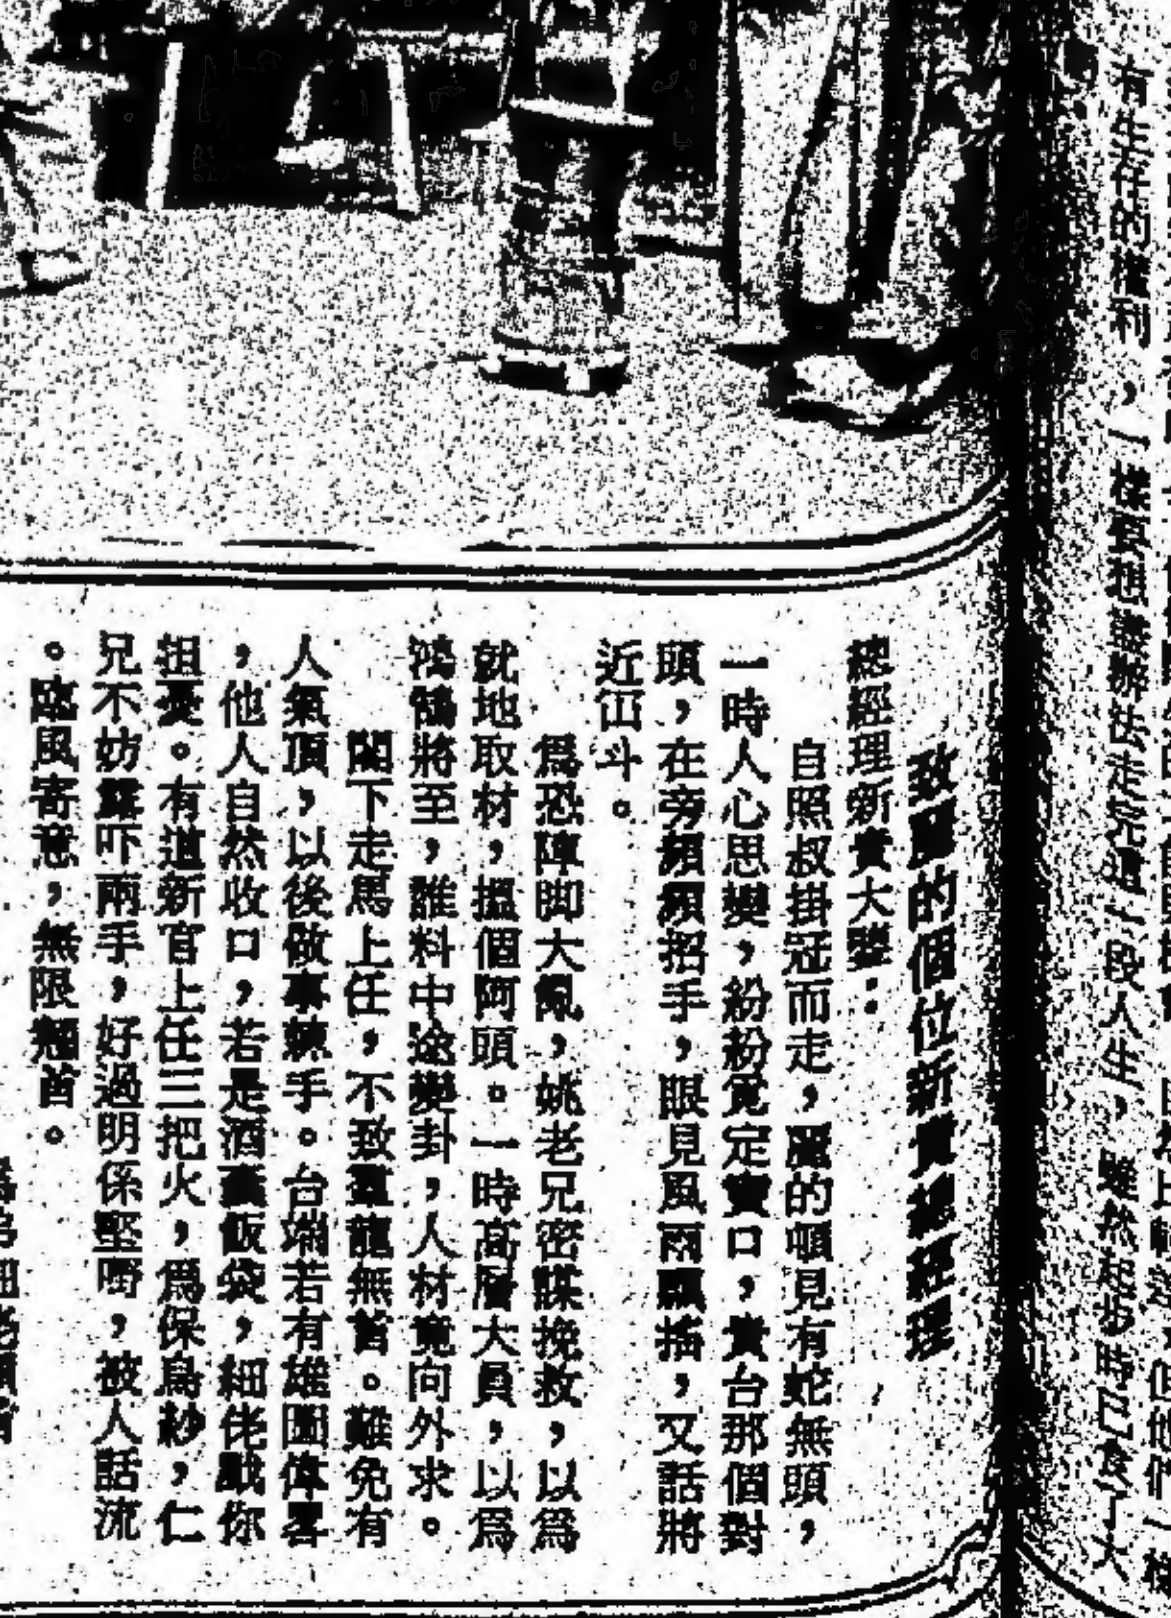 有生存的權利，一樣要想辦法走完這一段人生，雖然起步時已食了大
致麗的個位新貴總經理
總經理新貴大鑒：
自照叔掛冠而走，麗的頓見有蛇無頭，
一時人心思變，紛紛覓定竇口，貴台那個對
頭，在旁頻頻招手，眼見風雨飄搖，又話將
近冚斗。
爲恐陣脚大亂，姚老兄密謀挽救，以爲
就地取材，搵個阿頭。一時高層大員，以爲
鴻鵠將至，誰料中途變卦，人材竟向外求。
閣下走馬上任，不致羣龍無首。難免有
人氣頂，以後做事棘手。台端若有雄圖偉畧
，他人自然收口，若是酒囊飯袋，細佬戥你
担憂。有道新官上任三把火，爲保烏紗，仁
兄不妨露吓兩手，好過明係堅嘢，被人話流
。臨風寄意，無限翹首。